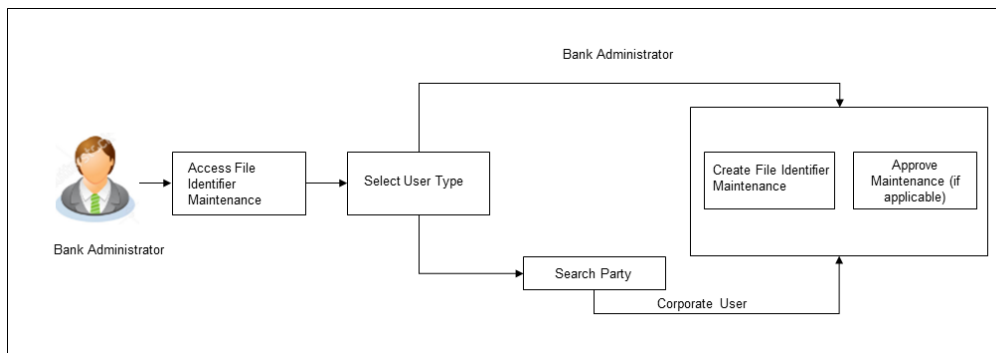 Bank Administrator
Access File
Identifier
Maintenance
Select User Type
Create File Identifier
Maintenance
Approve
Maintenance (if
applicable)
Bank Administrator
Search Party
Corporate User